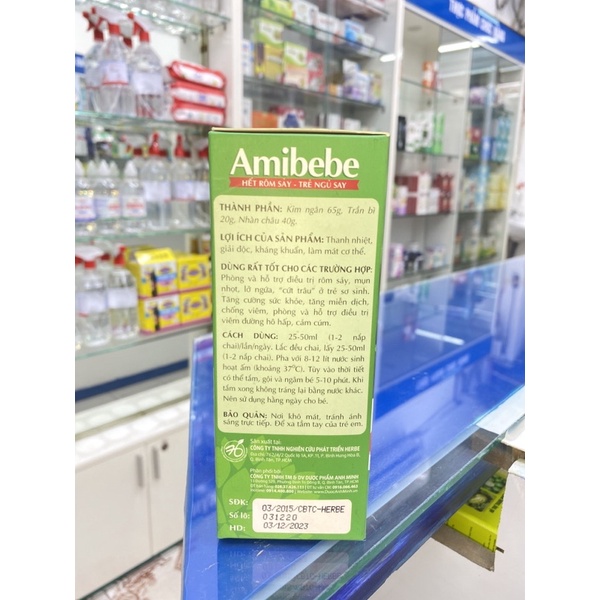 THỰC PHẨM CHỨC NĂNG
Amibebe
HẾT RÔM SẢY - TRẺ NGỦ SAY
THÀNH PHẦN: Kim ngân 65g, Trần bì
20g, Nhân châu 40g.
LỢI ÍCH CỦA SẢN PHẨM: Thanh nhiệt,
giải độc, kháng khuẩn, làm mát cơ thể.
DÙNG RẤT TỐT CHO CÁC TRƯỜNG HỢP:
Phòng và hỗ trợ điều trị rôm sảy, mụn
nhọt, lở ngứa, "cứt trâu" ở trẻ sơ sinh.
Tăng cường sức khỏe, tăng miễn dịch,
chống viêm, phòng và hỗ trợ điều trị
viêm đường hô hấp, cảm cúm.
CÁCH DÙNG: 25-50ml (1-2 nắp
chai)/lần/ngày. Lắc đều chai, lấy 25-50ml
(1-2 nắp chai). Pha với 8-12 lít nước sinh
hoạt ấm (khoảng 37⁰C). Tùy vào thời tiết
có thể tắm, gội và ngâm bé 5-10 phút. Khi
tắm xong không tráng lại bằng nước khác.
Nên sử dụng hằng ngày cho bé.
BẢO QUẢN: Nơi khô mát, tránh ánh
sáng trực tiếp. Để xa tầm tay của trẻ em.
Sản xuất tại:
CÔNG TY TNHH NGHIÊN CỨU PHÁT TRIỂN HERBE
Phân phối bởi:
CÔNG TY TNHH TM & DV DƯỢC PHẨM ANH MINH
SĐK: 03/2015/CBTC-HERBE
Số lô: 031220
HD: 03/12/2023